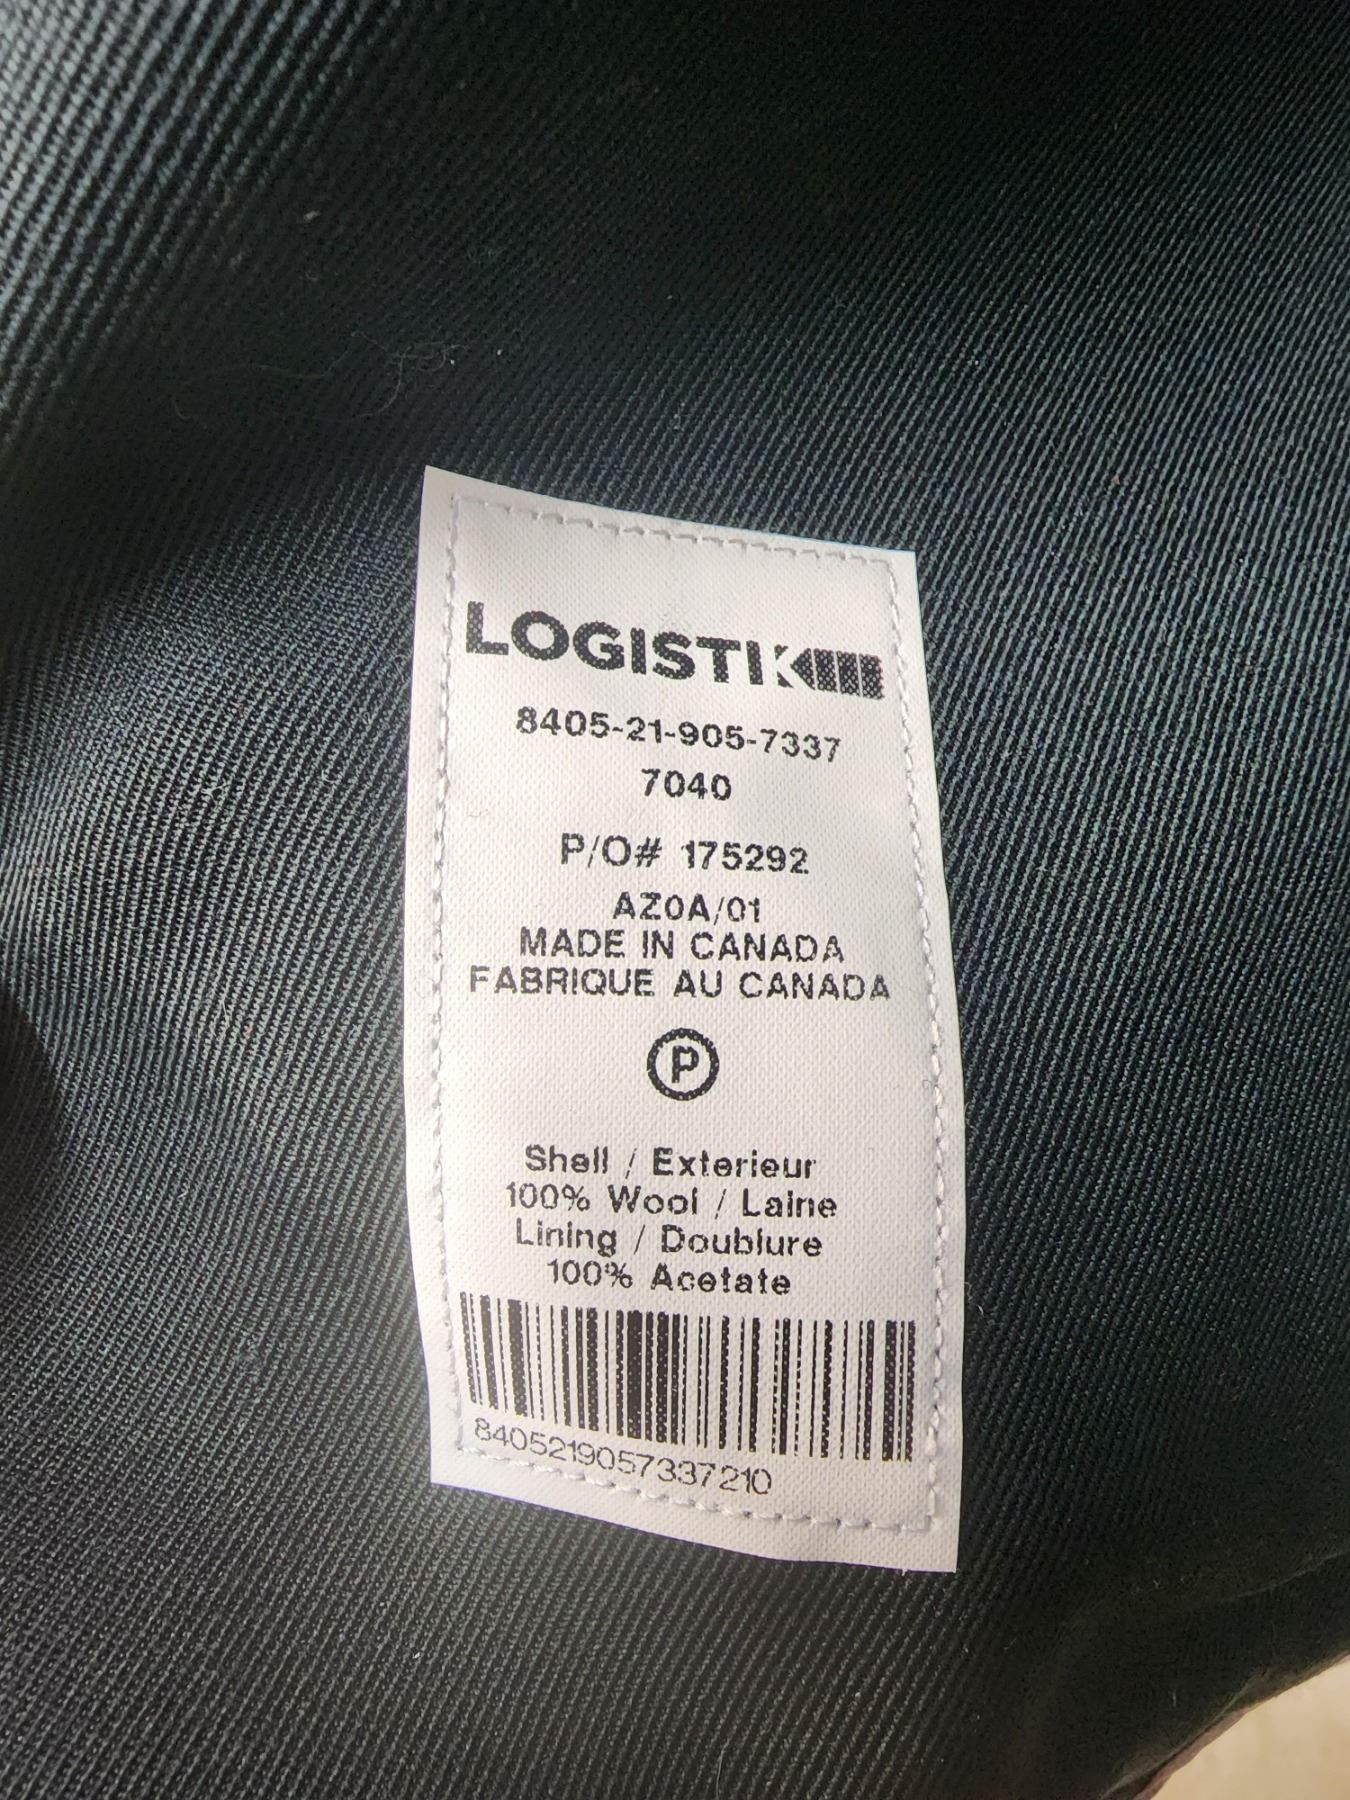 LOGISTIK
8405-21-905-7337
7040
P/O# 175292
AZ0A/01
MADE IN CANADA
FABRIQUE AU CANADA
P
Shell / Exterieur
100% Wool / Laine
Lining / Doublure
100% Acetate
8405219057337210